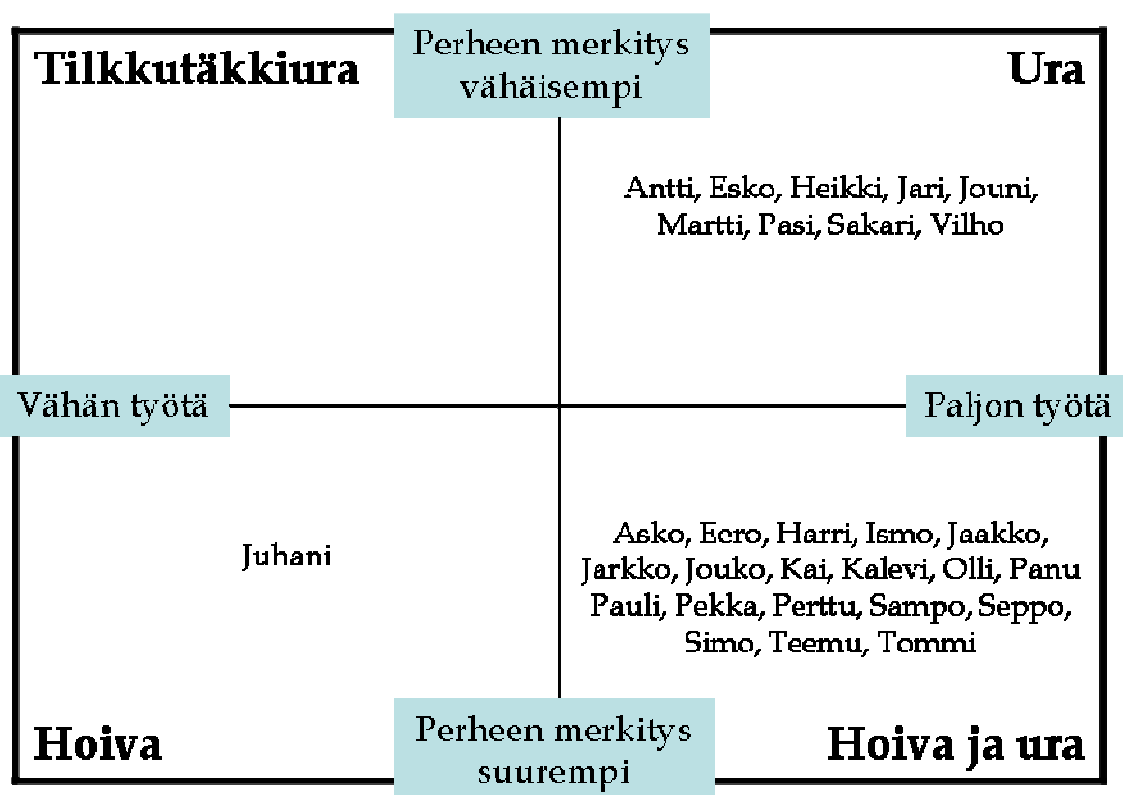 Tilkkutäkkiura
Perheen merkitys
vähäisempi
Ura
Antti, Esko, Heikki, Jari, Jouni,
Martti, Pasi, Sakari, Vilho
Vähän työtä
Paljon työtä
Juhani
Asko, Eero, Harri, Ismo, Jaakko,
Jarkko, Jouko, Kai, Kalevi, Olli, Panu
Pauli, Pekka, Perttu, Sampo, Seppo,
Simo, Teemu, Tommi
Hoiva
Perheen merkitys
suurempi
Hoiva ja ura